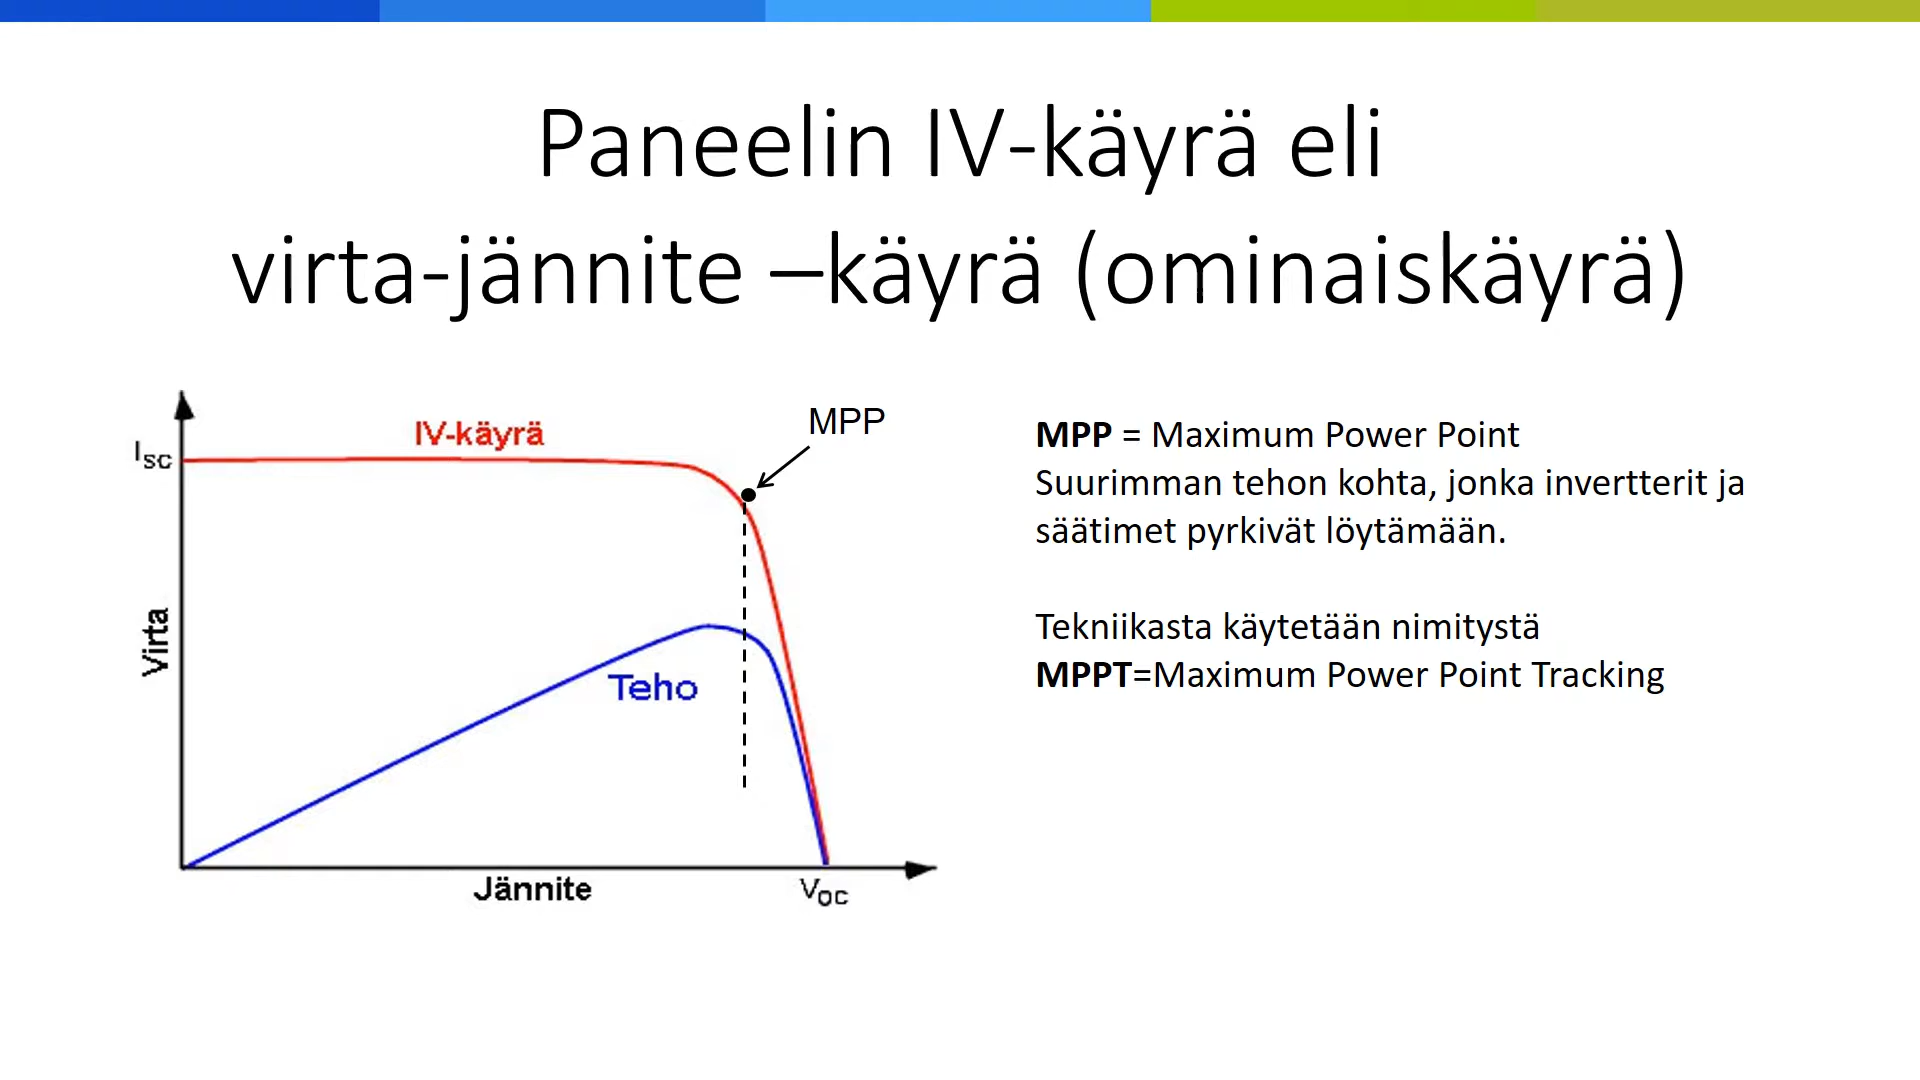 Paneelin IV-käyrä eli
virta-jännite –käyrä (ominaiskäyrä)
IV-käyrä
MPP
Isc
Virta
Teho
Jännite
Voc
MPP = Maximum Power Point
Suurimman tehon kohta, jonka invertterit ja
säätimet pyrkivät löytämään.
Tekniikasta käytetään nimitystä
MPPT=Maximum Power Point Tracking